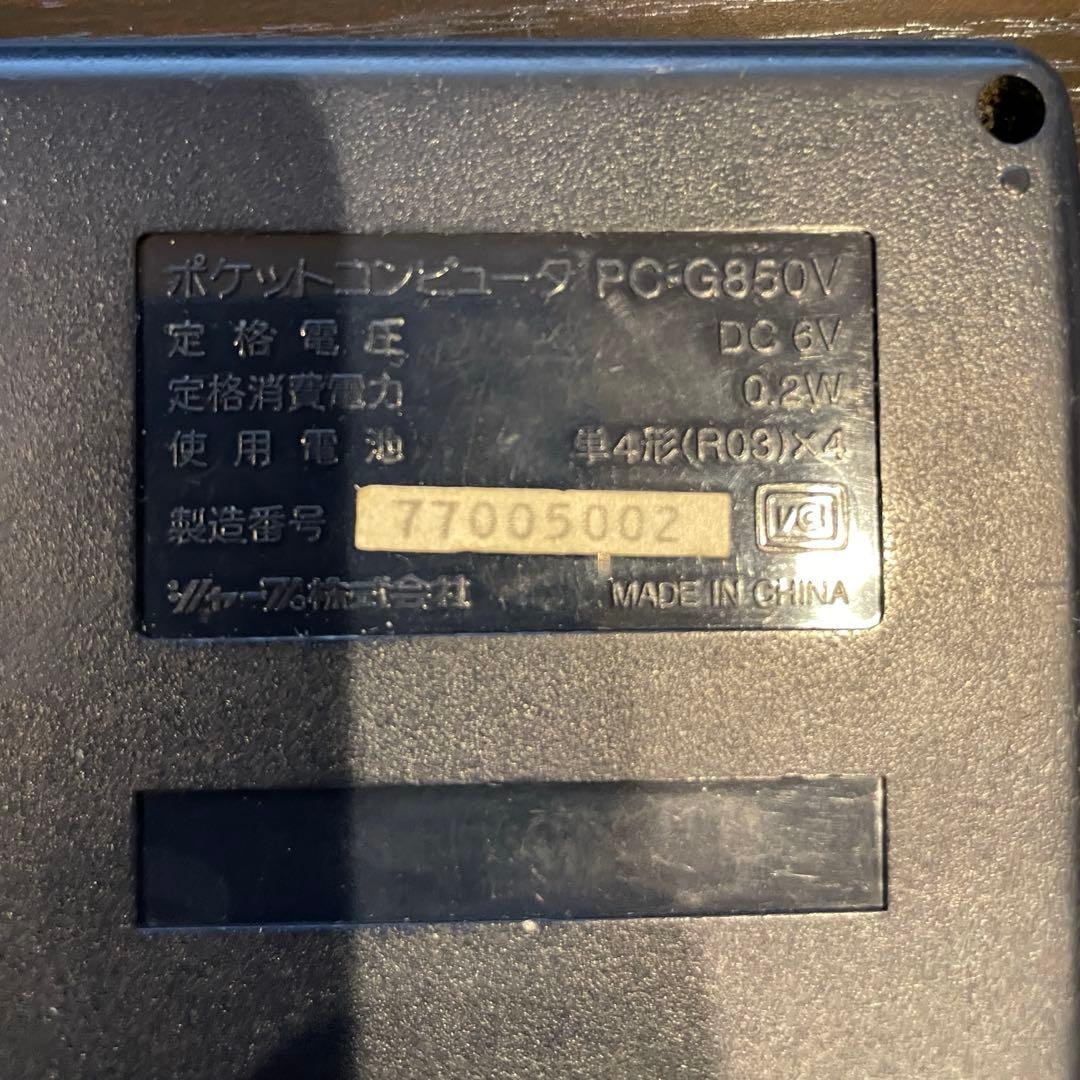 ポケットコンピュータ PC-G850V
定格電圧 DC 6V
定格消費電力 0.2W
使用電池 単4形(R03)×4
製造番号 77005002 VCI
シャープ株式会社 MADE IN CHINA